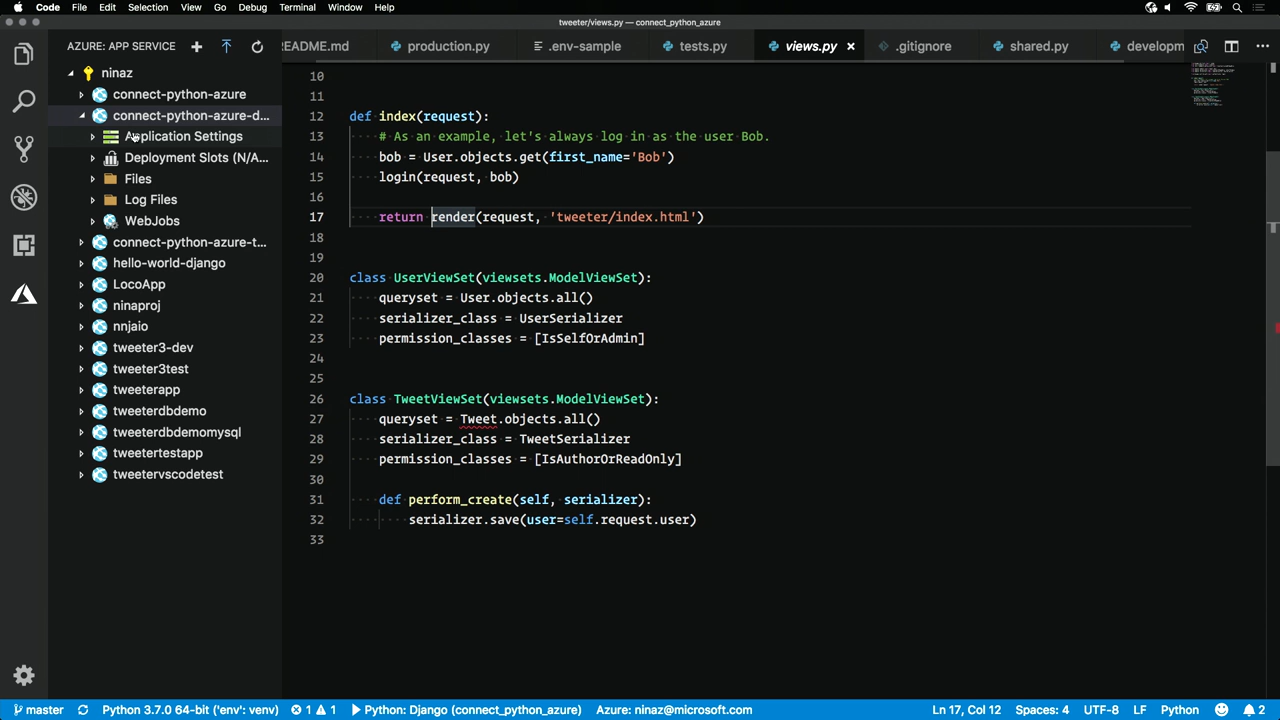 Code File Edit Selection View Go Debug Terminal Window Help
tweeter/views.py — connect_python_azure
AZURE: APP SERVICE
README.md production.py .env-sample tests.py views.py .gitignore shared.py developm
ninaz
connect-python-azure
connect-python-azure-d...
Application Settings
Deployment Slots (N/A...
Files
Log Files
WebJobs
connect-python-azure-t...
hello-world-django
LocoApp
ninaproj
nnjaio
tweeter3-dev
tweeter3test
tweeterapp
tweeterdbdemo
tweeterdbdemomysql
tweetertestapp
tweetervscodetest
10
11
12 def index(request):
13 # As an example, let's always log in as the user Bob.
14 bob = User.objects.get(first_name='Bob')
15 login(request, bob)
16
17 return render(request, 'tweeter/index.html')
18
19
20 class UserViewSet(viewsets.ModelViewSet):
21 queryset = User.objects.all()
22 serializer_class = UserSerializer
23 permission_classes = [IsSelfOrAdmin]
24
25
26 class TweetViewSet(viewsets.ModelViewSet):
27 queryset = Tweet.objects.all()
28 serializer_class = TweetSerializer
29 permission_classes = [IsAuthorOrReadOnly]
30
31 def perform_create(self, serializer):
32 serializer.save(user=self.request.user)
33
master Python 3.7.0 64-bit ('env': venv) 1 1 Python: Django (connect_python_azure) Azure: ninaz@microsoft.com Ln 17, Col 12 Spaces: 4 UTF-8 LF Python 2